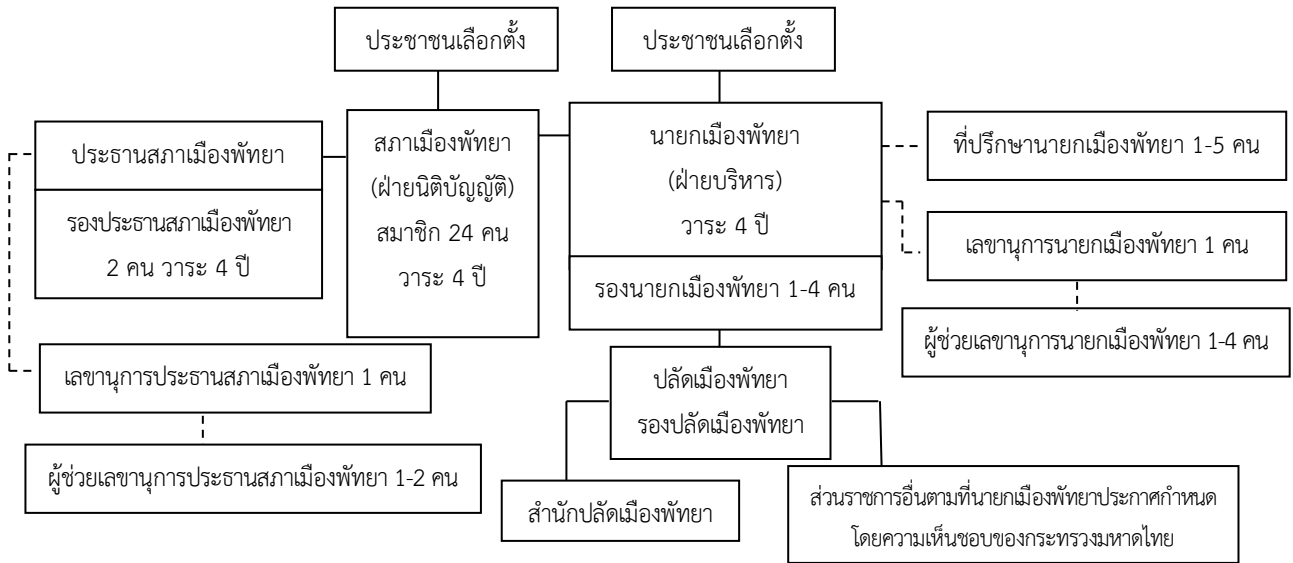 ประชาชนเลือกตั้ง
ประชาชนเลือกตั้ง
ประธานสภาเมืองพัทยา
รองประธานสภาเมืองพัทยา
2 คน วาระ 4 ปี
สภาเมืองพัทยา
(ฝ่ายนิติบัญญัติ)
สมาชิก 24 คน
วาระ 4 ปี
นายกเมืองพัทยา
(ฝ่ายบริหาร)
วาระ 4 ปี
รองนายกเมืองพัทยา 1-4 คน
ที่ปรึกษานายกเมืองพัทยา 1-5 คน
เลขานุการนายกเมืองพัทยา 1 คน
ผู้ช่วยเลขานุการนายกเมืองพัทยา 1-4 คน
เลขานุการประธานสภาเมืองพัทยา 1 คน
ผู้ช่วยเลขานุการประธานสภาเมืองพัทยา 1-2 คน
ปลัดเมืองพัทยา
รองปลัดเมืองพัทยา
สำนักปลัดเมืองพัทยา
ส่วนราชการอื่นตามที่นายกเมืองพัทยาประกาศกำหนด
โดยความเห็นชอบของกระทรวงมหาดไทย